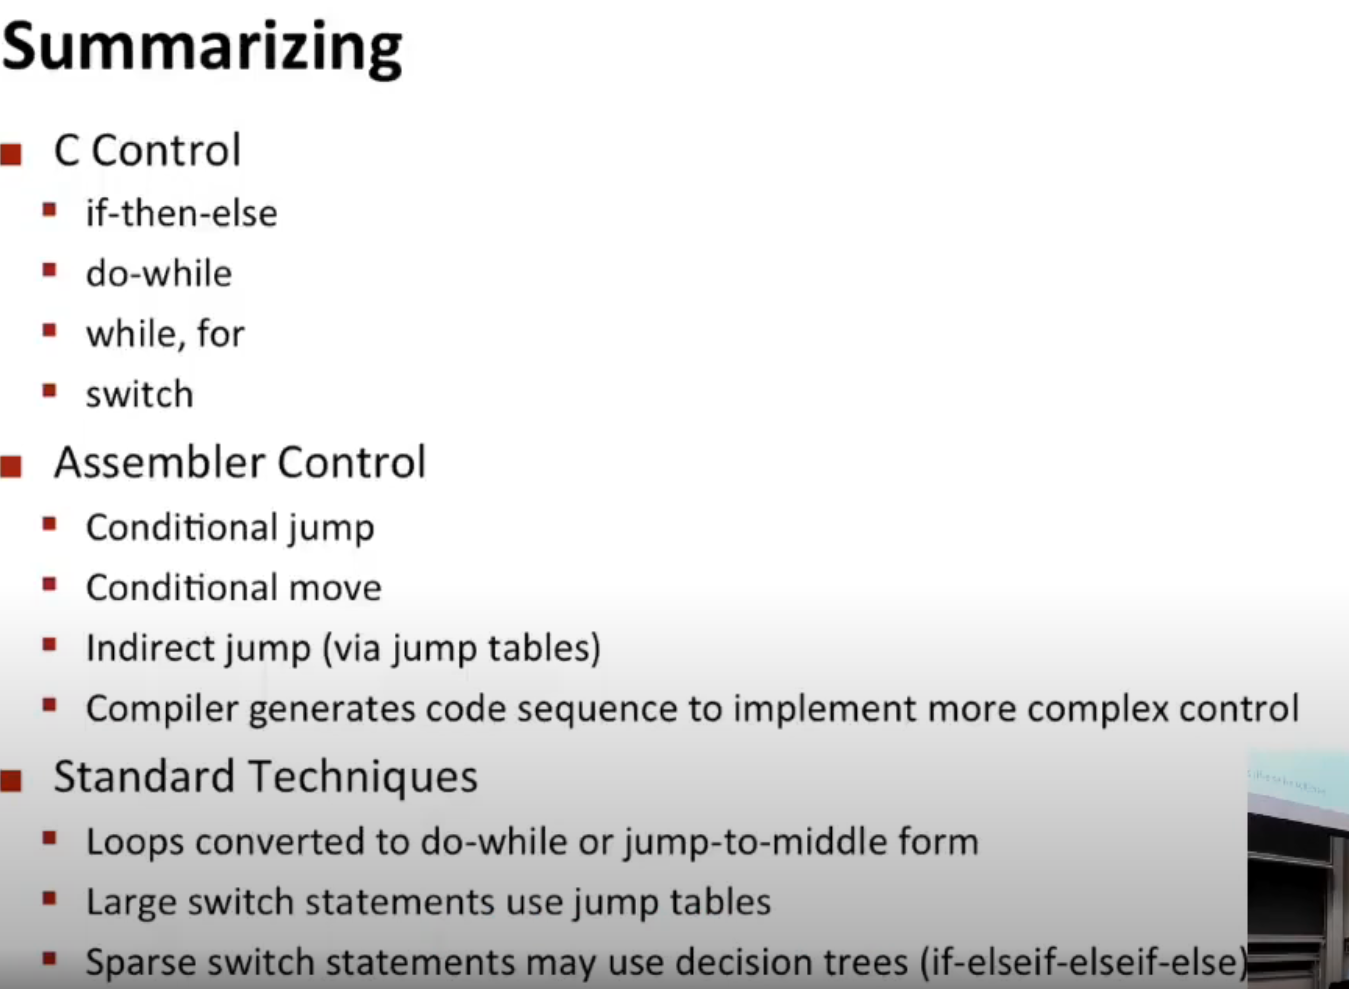 Summarizing
C Control
if-then-else
do-while
while, for
switch
Assembler Control
Conditional jump
Conditional move
Indirect jump (via jump tables)
Compiler generates code sequence to implement more complex control
Standard Techniques
Loops converted to do-while or jump-to-middle form
Large switch statements use jump tables
Sparse switch statements may use decision trees (if-elseif-elseif-else)